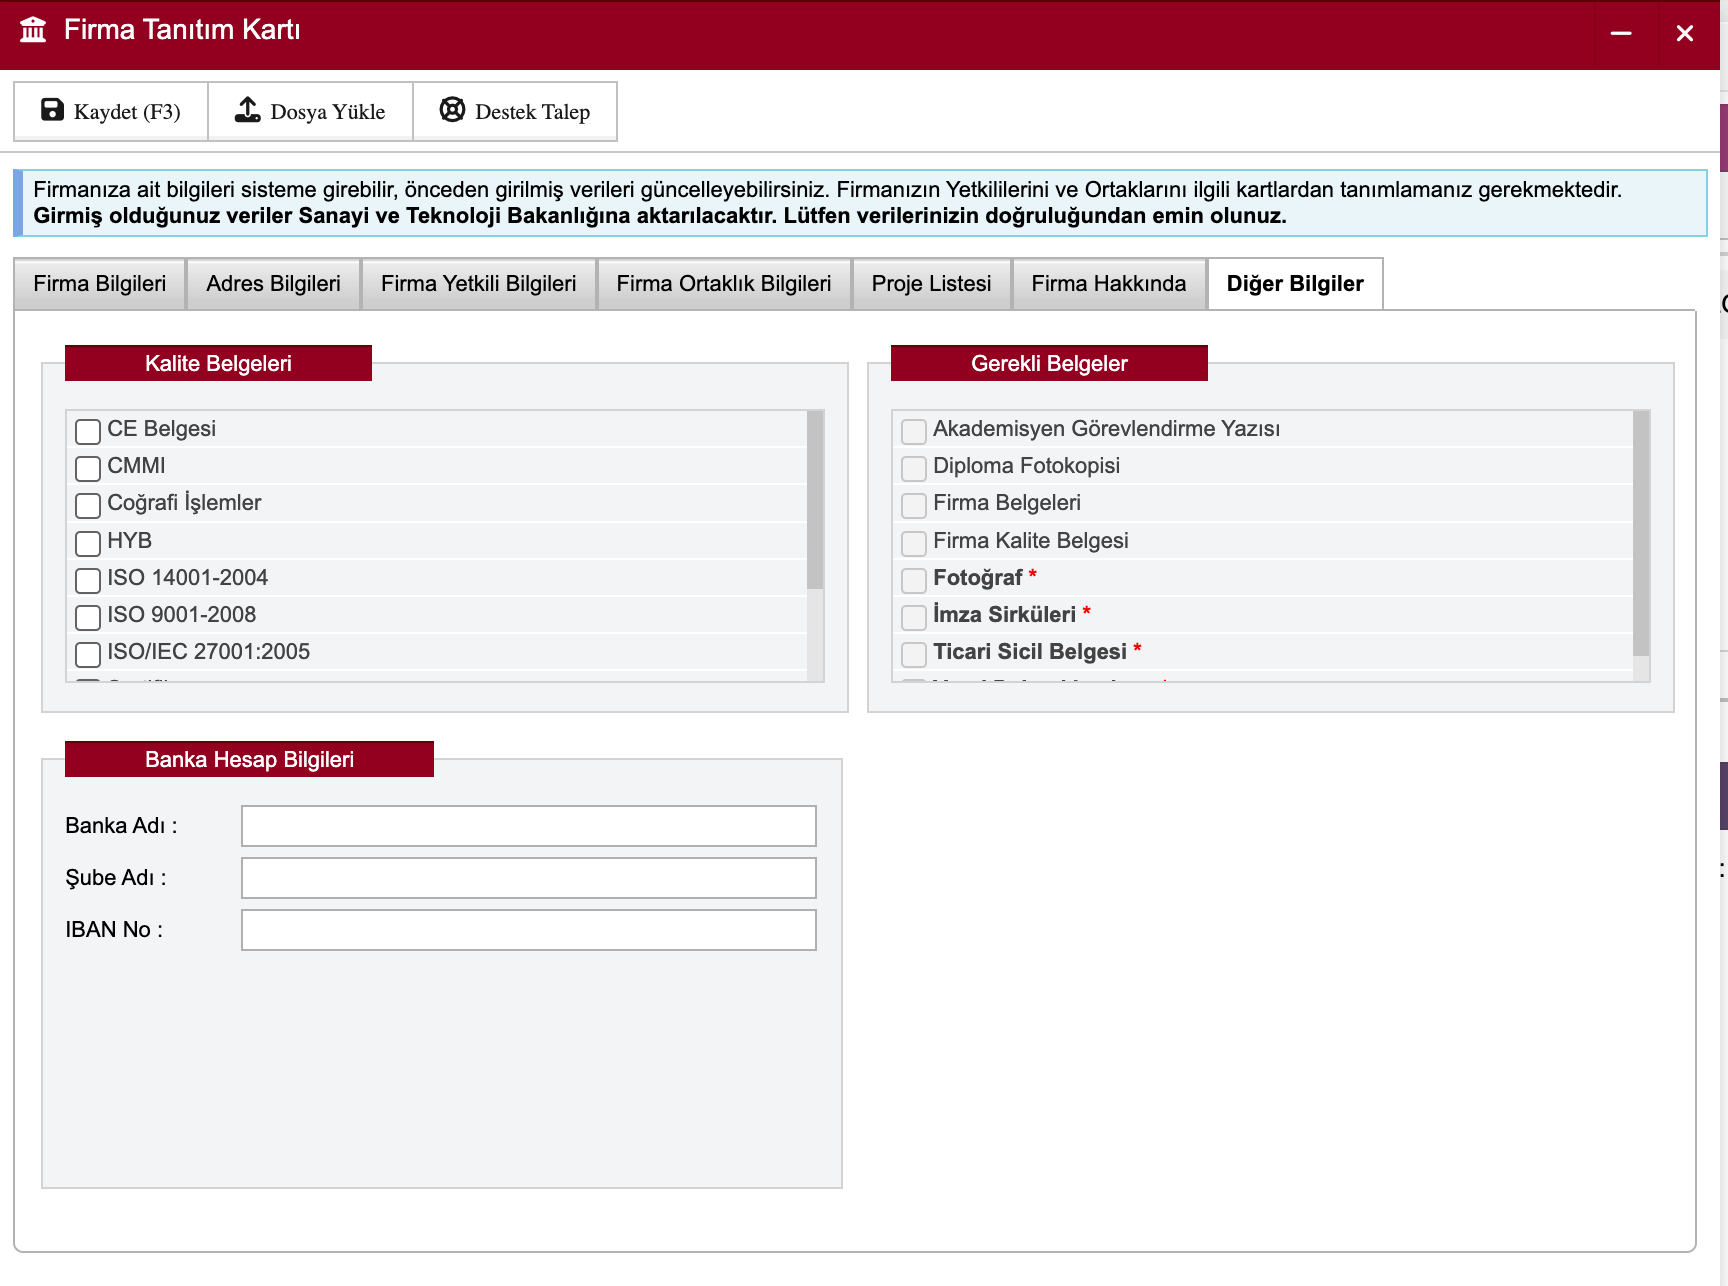 Firma Tanıtım Kartı
Kaydet (F3)
Dosya Yükle
Destek Talep
Firmanıza ait bilgileri sisteme girebilir, önceden girilmiş verileri güncelleyebilirsiniz. Firmanızın Yetkililerini ve Ortaklarını ilgili kartlardan tanımlamanız gerekmektedir.
Girmiş olduğunuz veriler Sanayi ve Teknoloji Bakanlığına aktarılacaktır. Lütfen verilerinizin doğruluğundan emin olunuz.
Firma Bilgileri
Adres Bilgileri
Firma Yetkili Bilgileri
Firma Ortaklık Bilgileri
Proje Listesi
Firma Hakkında
Diğer Bilgiler
Kalite Belgeleri
CE Belgesi
CMMI
Coğrafi İşlemler
HYB
ISO 14001-2004
ISO 9001-2008
ISO/IEC 27001:2005
Gerekli Belgeler
Akademisyen Görevlendirme Yazısı
Diploma Fotokopisi
Firma Belgeleri
Firma Kalite Belgesi
Fotoğraf *
İmza Sirküleri *
Ticari Sicil Belgesi *
Banka Hesap Bilgileri
Banka Adı :
Şube Adı :
IBAN No :